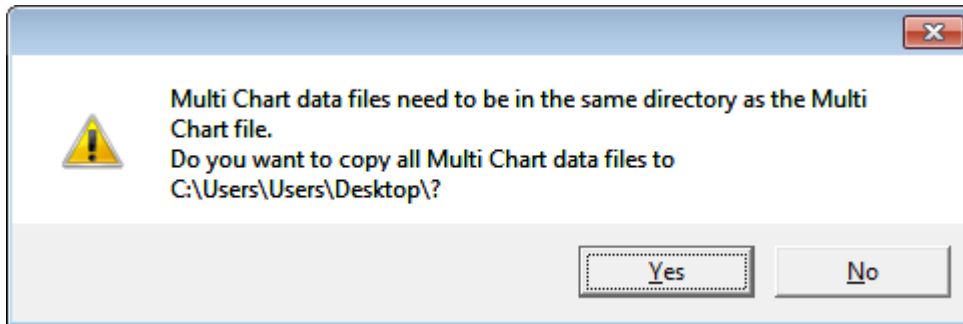 Multi Chart data files need to be in the same directory as the Multi
Chart file.
Do you want to copy all Multi Chart data files to
C:\Users\Users\Desktop\?
Yes
No